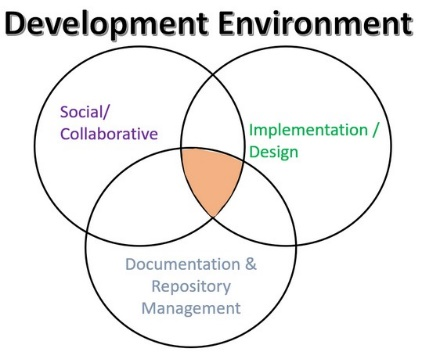 Development Environment
Social/
Collaborative
Implementation /
Design
Documentation &
Repository
Management